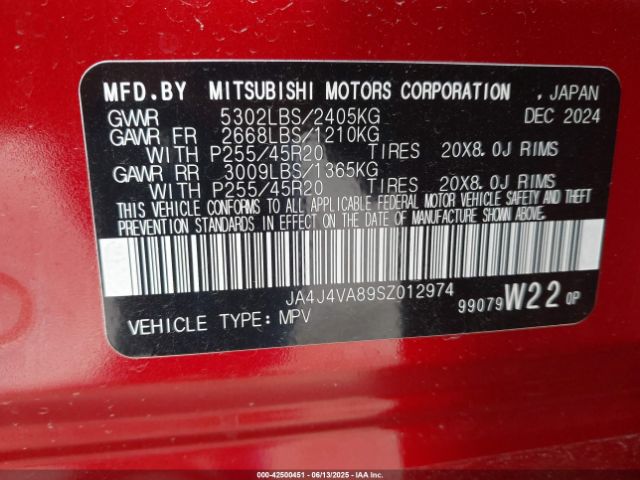 MFD.BY MITSUBISHI MOTORS CORPORATION , JAPAN
GVWR 5302LBS/2405KG DEC 2024
GAWR FR 2668LBS/1210KG
WITH P255/45R20 TIRES 20X8.0J RIMS
GAWR RR 3009LBS/1365KG
WITH P255/45R20 TIRES 20X8.0J RIMS
THIS VEHICLE CONFORMS TO ALL APPLICABLE FEDERAL MOTOR VEHICLE SAFETY AND THEFT
PREVENTION STANDARDS IN EFFECT ON THE DATE OF MANUFACTURE SHOWN ABOVE.
JA4J4VA89SZ012974
99079 W22 0P
VEHICLE TYPE: MPV
000-42500451 - 06/13/2025 - IAAI.COM